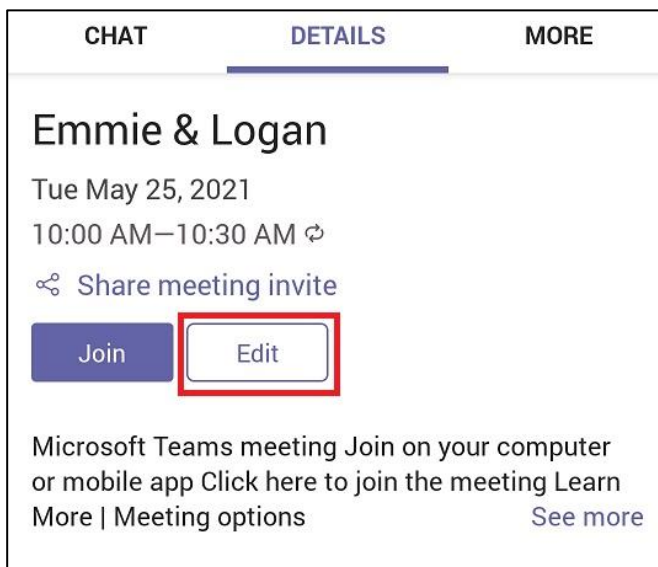 CHAT DETAILS MORE
Emmie & Logan
Tue May 25, 2021
10:00 AM—10:30 AM
Share meeting invite
Join Edit
Microsoft Teams meeting Join on your computer
or mobile app Click here to join the meeting Learn
More | Meeting options See more